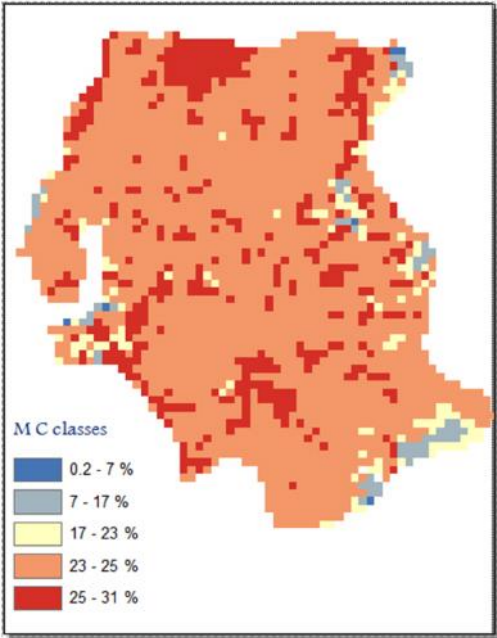 M C classes
0.2 - 7 %
7 - 17 %
17 - 23 %
23 - 25 %
25 - 31 %